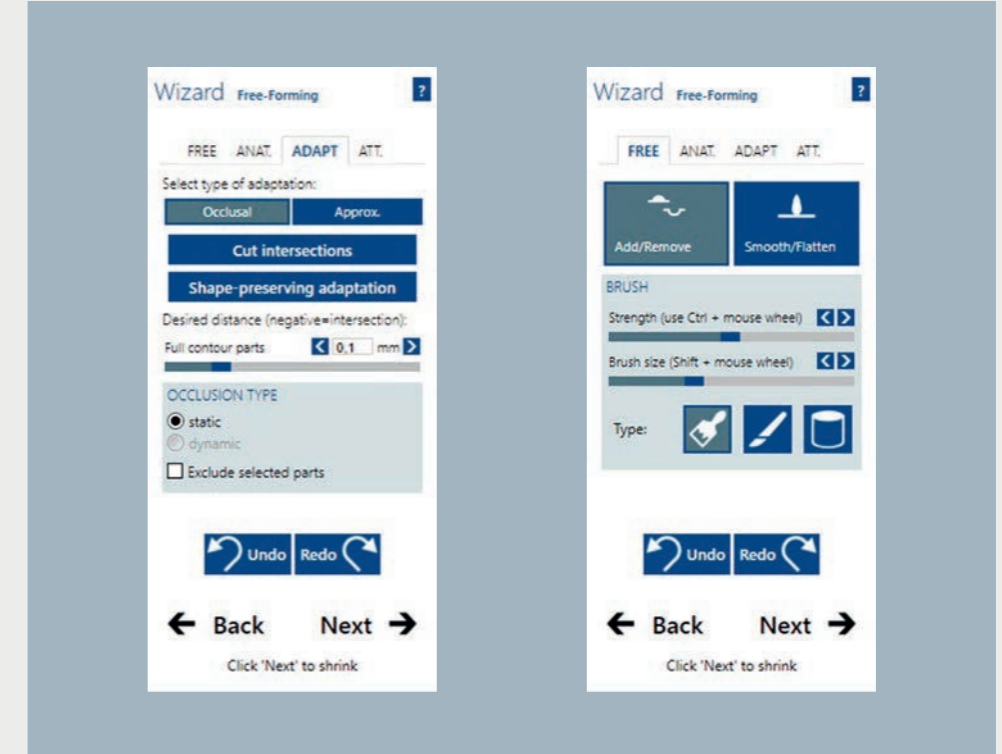 Wizard Free-Forming ?
FREE ANAT. ADAPT ATT.
Select type of adaptation:
Occlusal Approx.
Cut intersections
Shape-preserving adaptation
Desired distance (negative=intersection):
Full contour parts 0,1 mm
OCCLUSION TYPE
static
dynamic
Exclude selected parts
Undo Redo
Back Next
Click 'Next' to shrink
Wizard Free-Forming ?
FREE ANAT. ADAPT ATT.
Add/Remove Smooth/Flatten
BRUSH
Strength (use Ctrl + mouse wheel)
Brush size (Shift + mouse wheel)
Type:
Undo Redo
Back Next
Click 'Next' to shrink